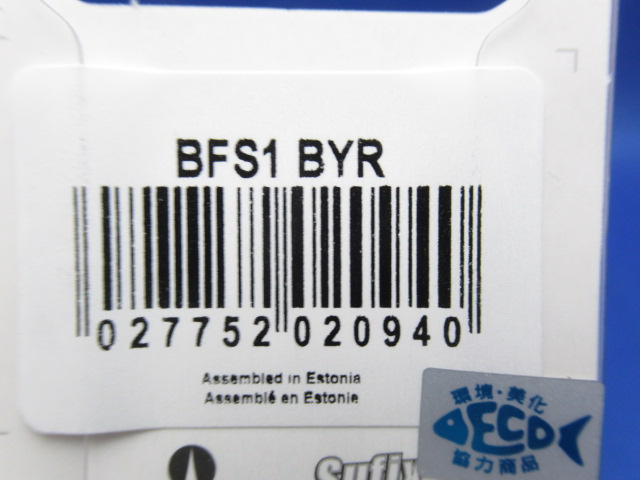 BFS1 BYR
027752 020940
Assembled in Estonia
Assemblé en Estonie
環境・美化
ECO
協力商品